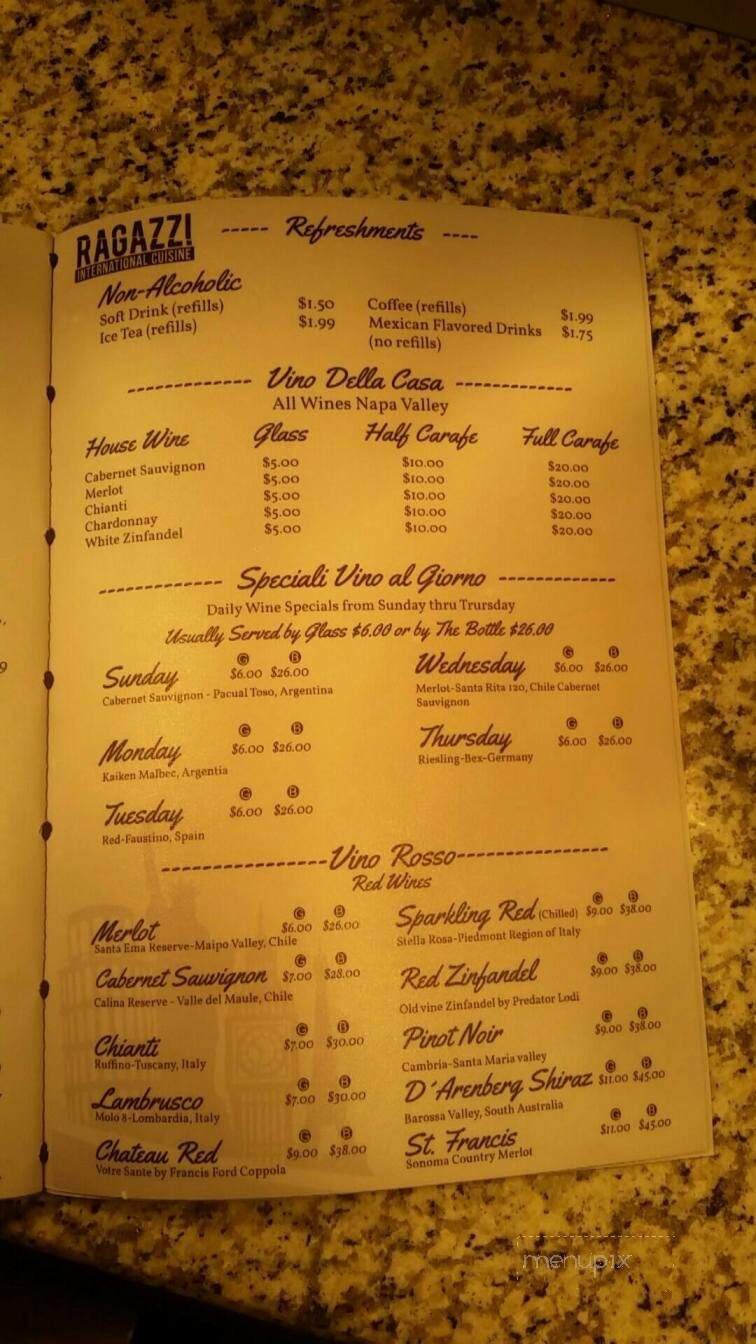 RAGAZZI
INTERNATIONAL CUISINE
----- Refreshments ----
Non-Alcoholic
Soft Drink (refills) $1.50
Ice Tea (refills) $1.99
Coffee (refills) $1.99
Mexican Flavored Drinks $1.75
(no refills)
------------ Vino Della Casa ------------
All Wines Napa Valley
House Wine Glass Half Carafe Full Carafe
Cabernet Sauvignon $5.00 $10.00 $20.00
Merlot $5.00 $10.00 $20.00
Chianti $5.00 $10.00 $20.00
Chardonnay $5.00 $10.00 $20.00
White Zinfandel $5.00 $10.00 $20.00
------------ Speciali Vino al Giorno ------------
Daily Wine Specials from Sunday thru Trursday
Usually Served by Glass $6.00 or by The Bottle $26.00
G B
Sunday $6.00 $26.00
Cabernet Sauvignon - Pacual Toso, Argentina
G B
Monday $6.00 $26.00
Kaiken Malbec, Argentia
G B
Tuesday $6.00 $26.00
Red-Faustino, Spain
G B
Wednesday $6.00 $26.00
Merlot-Santa Rita 120, Chile Cabernet
Sauvignon
G B
Thursday $6.00 $26.00
Riesling-Bex-Germany
-----------------Vino Rosso----------------
Red Wines
G B
Merlot $6.00 $26.00
Santa Ema Reserve-Maipo Valley, Chile
G B
Cabernet Sauvignon $7.00 $28.00
Calina Reserve - Valle del Maule, Chile
G B
Chianti $7.00 $30.00
Ruffino-Tuscany, Italy
G B
Lambrusco $7.00 $30.00
Molo 8-Lombardia, Italy
G B
Chateau Red $9.00 $38.00
Votre Sante by Francis Ford Coppola
G B
Sparkling Red (Chilled) $9.00 $38.00
Stella Rosa-Piedmont Region of Italy
G B
Red Zinfandel $9.00 $38.00
Old vine Zinfandel by Predator Lodi
G B
Pinot Noir $9.00 $38.00
Cambria-Santa Maria valley
G B
D'Arenberg Shiraz $11.00 $45.00
Barossa Valley, South Australia
G B
St. Francis $11.00 $45.00
Sonoma Country Merlot
9
menupix